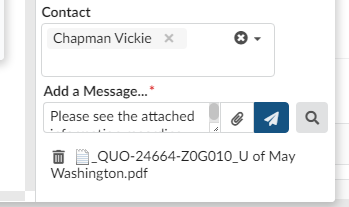 Contact
Chapman Vickie
Add a Message...*
Please see the attached
_QUO-24664-Z0G010_U of May
Washington.pdf